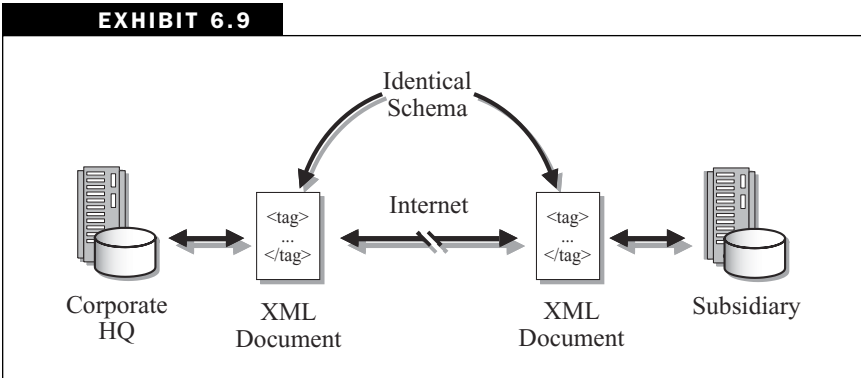 EXHIBIT 6.9
Identical
Schema
Internet
<tag>
...
</tag>
<tag>
...
</tag>
Corporate
HQ
XML
Document
XML
Document
Subsidiary